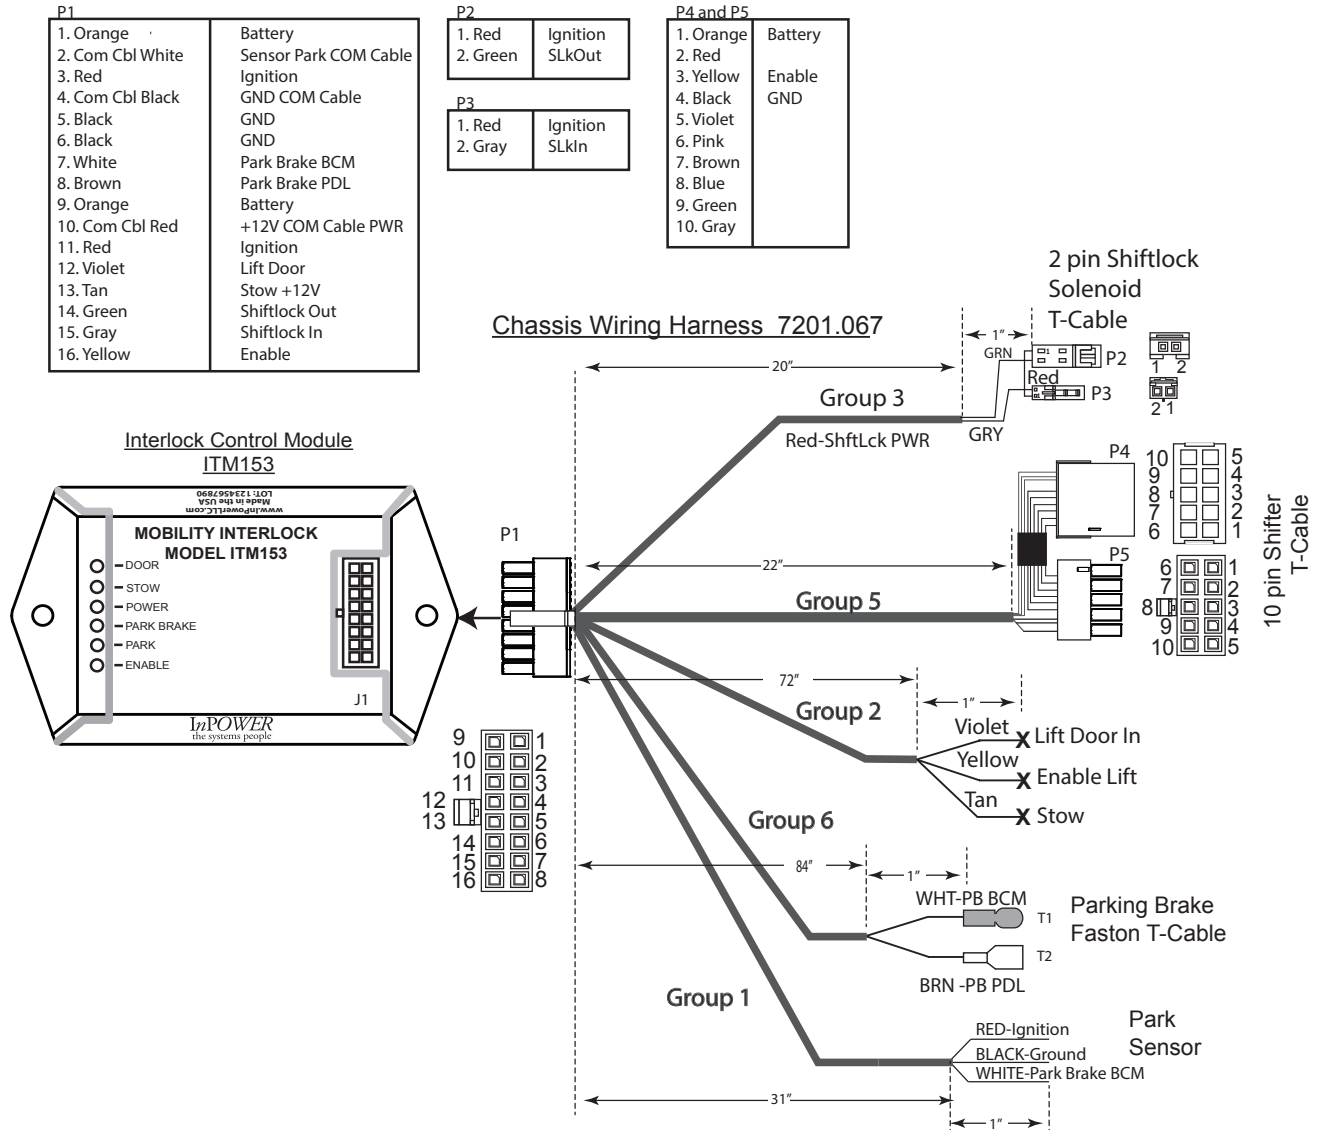 P1
1. Orange Battery
2. Com Cbl White Sensor Park COM Cable
3. Red Ignition
4. Com Cbl Black GND COM Cable
5. Black GND
6. Black GND
7. White Park Brake BCM
8. Brown Park Brake PDL
9. Orange Battery
10. Com Cbl Red +12V COM Cable PWR
11. Red Ignition
12. Violet Lift Door
13. Tan Stow +12V
14. Green Shiftlock Out
15. Gray Shiftlock In
16. Yellow Enable
P2
1. Red Ignition
2. Green SLkOut
P3
1. Red Ignition
2. Gray SLkIn
P4 and P5
1. Orange Battery
2. Red
3. Yellow Enable
4. Black GND
5. Violet
6. Pink
7. Brown
8. Blue
9. Green
10. Gray
Chassis Wiring Harness 7201.067
2 pin Shiftlock
Solenoid
T-Cable
1"
GRN
1
P2
1 2
20"
Red
P3
2 1
Group 3
Red-ShftLck PWR
GRY
Interlock Control Module
ITM153
www.InPowerLLC.com
Made in the USA
LOT: 1234567890
MOBILITY INTERLOCK
MODEL ITM153
DOOR
STOW
POWER
PARK BRAKE
PARK
ENABLE
J1
InPOWER
the systems people
P1
P4
10 5
9 4
8 3
7 2
6 1
10 pin Shifter
T-Cable
22"
P5
6 1
7 2
8 3
9 4
10 5
Group 5
72"
Group 2
1"
Violet
X Lift Door In
Yellow
X Enable Lift
Tan
X Stow
9 1
10 2
11 3
12 4
13 5
14 6
15 7
16 8
Group 6
84"
1"
WHT-PB BCM
T1
Parking Brake
Faston T-Cable
T2
BRN -PB PDL
Group 1
RED-Ignition
BLACK-Ground
WHITE-Park Brake BCM
Park
Sensor
31"
1"